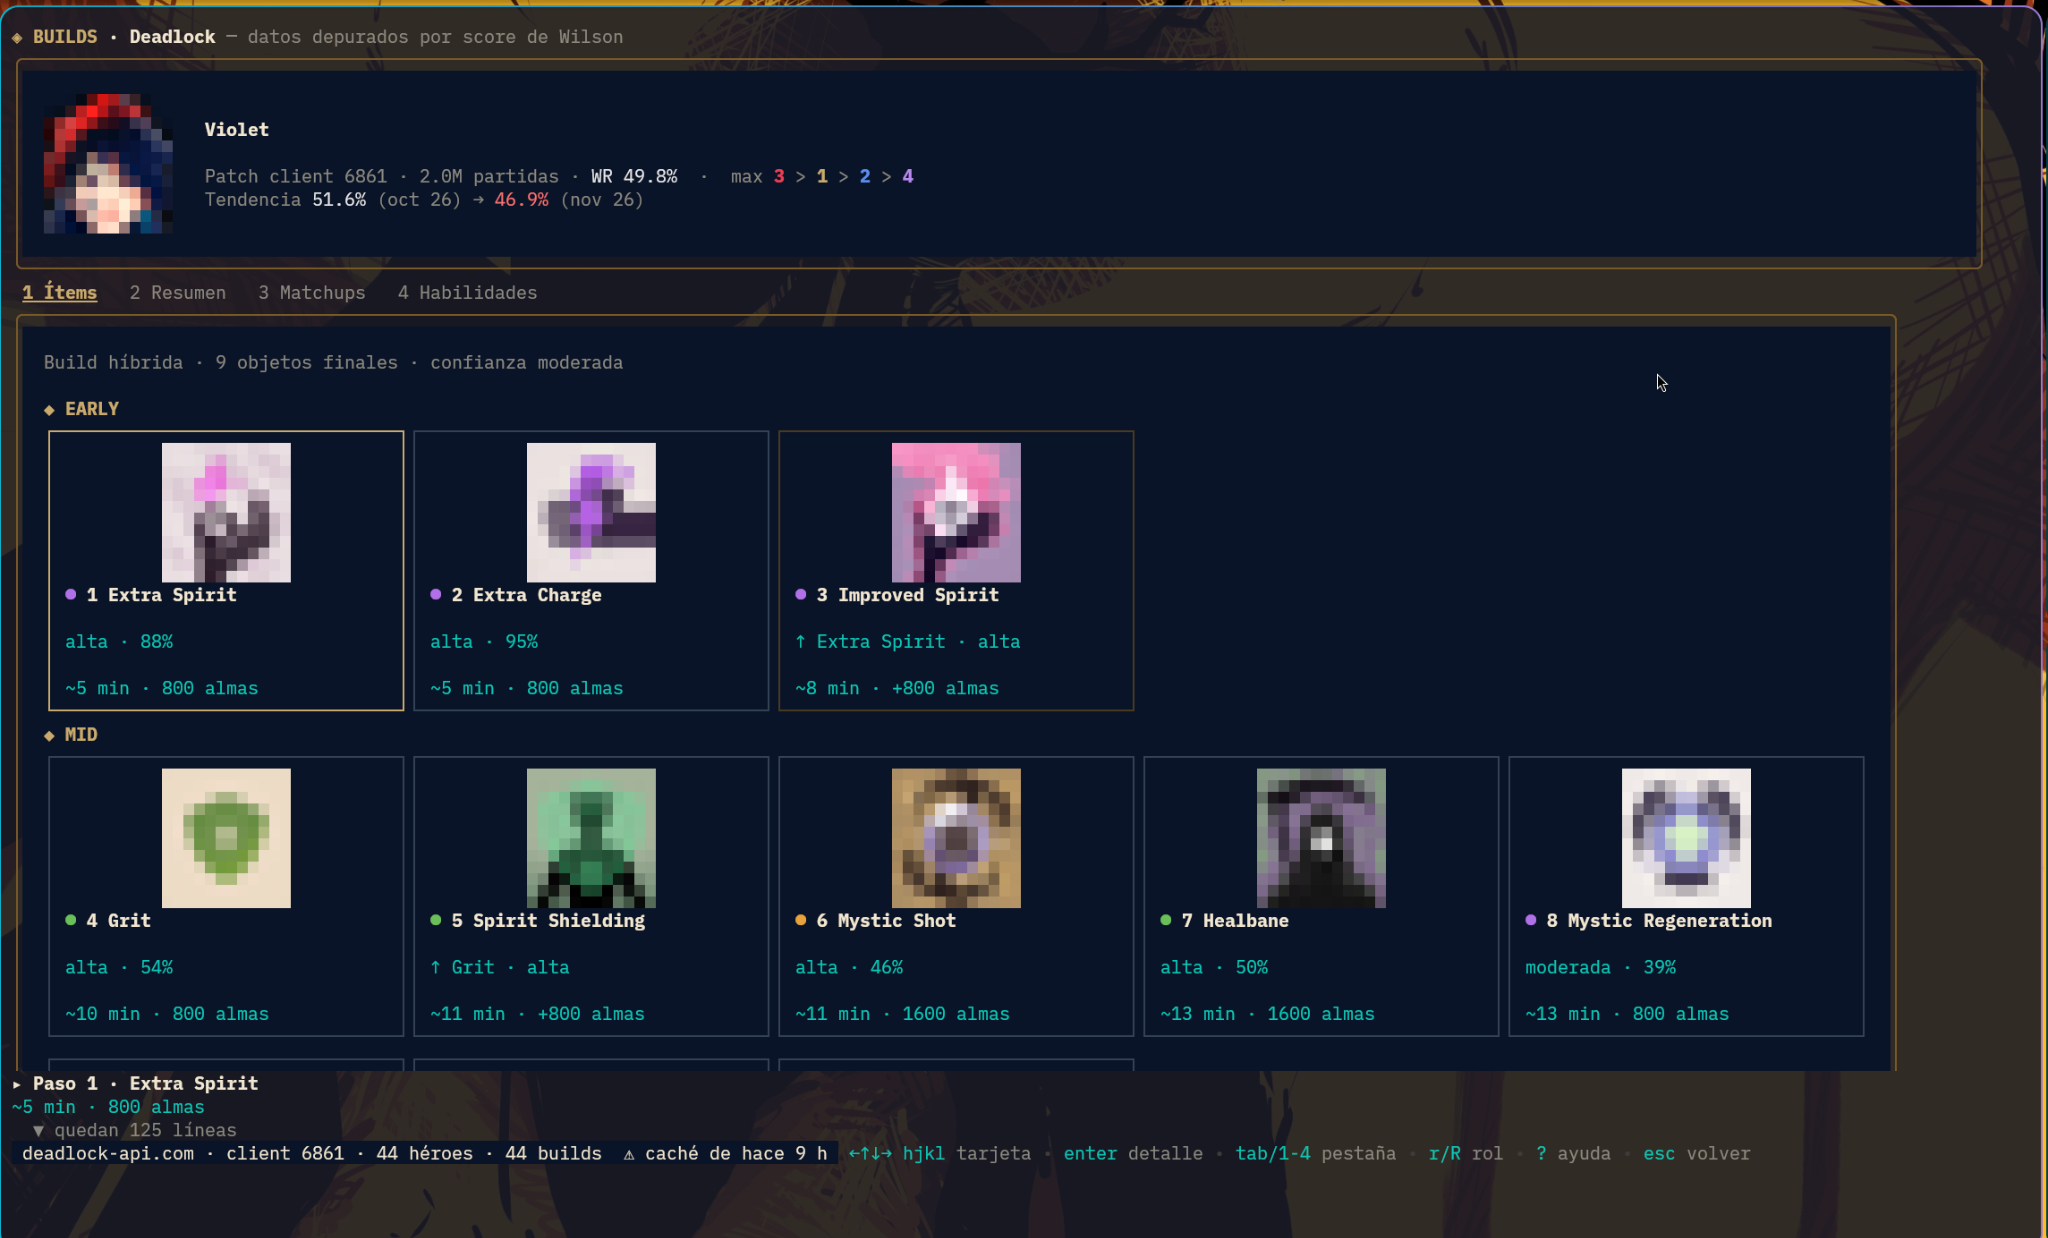 ◈ BUILDS · Deadlock — datos depurados por score de Wilson
Violet
Patch client 6861 · 2.0M partidas · WR 49.8% · max 3 > 1 > 2 > 4
Tendencia 51.6% (oct 26) → 46.9% (nov 26)
1 Ítems 2 Resumen 3 Matchups 4 Habilidades
Build híbrida · 9 objetos finales · confianza moderada
◆ EARLY
● 1 Extra Spirit
alta · 88%
~5 min · 800 almas
● 2 Extra Charge
alta · 95%
~5 min · 800 almas
● 3 Improved Spirit
↑ Extra Spirit · alta
~8 min · +800 almas
◆ MID
● 4 Grit
alta · 54%
~10 min · 800 almas
● 5 Spirit Shielding
↑ Grit · alta
~11 min · +800 almas
● 6 Mystic Shot
alta · 46%
~11 min · 1600 almas
● 7 Healbane
alta · 50%
~13 min · 1600 almas
● 8 Mystic Regeneration
moderada · 39%
~13 min · 800 almas
▸ Paso 1 · Extra Spirit
~5 min · 800 almas
▼ quedan 125 líneas
deadlock-api.com · client 6861 · 44 héroes · 44 builds ⚠ caché de hace 9 h ←↑↓→ hjkl tarjeta · enter detalle · tab/1-4 pestaña · r/R rol · ? ayuda · esc volver